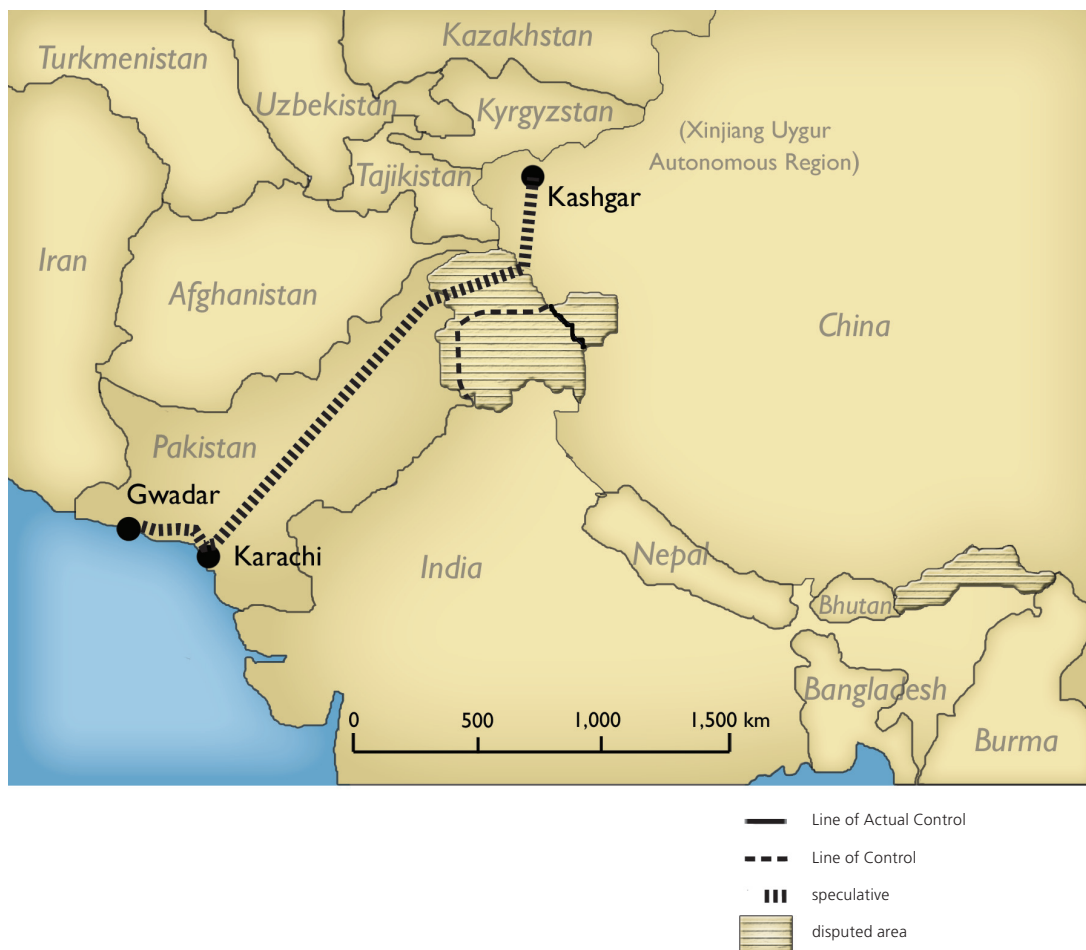 Kazakhstan
Turkmenistan
Uzbekistan
Kyrgyzstan
(Xinjiang Uygur
Autonomous Region)
Tajikistan
Kashgar
Iran
Afghanistan
China
Pakistan
Gwadar
Karachi
India
Nepal
Bhutan
Bangladesh
0 500 1,000 1,500 km
Burma
Line of Actual Control
Line of Control
speculative
disputed area